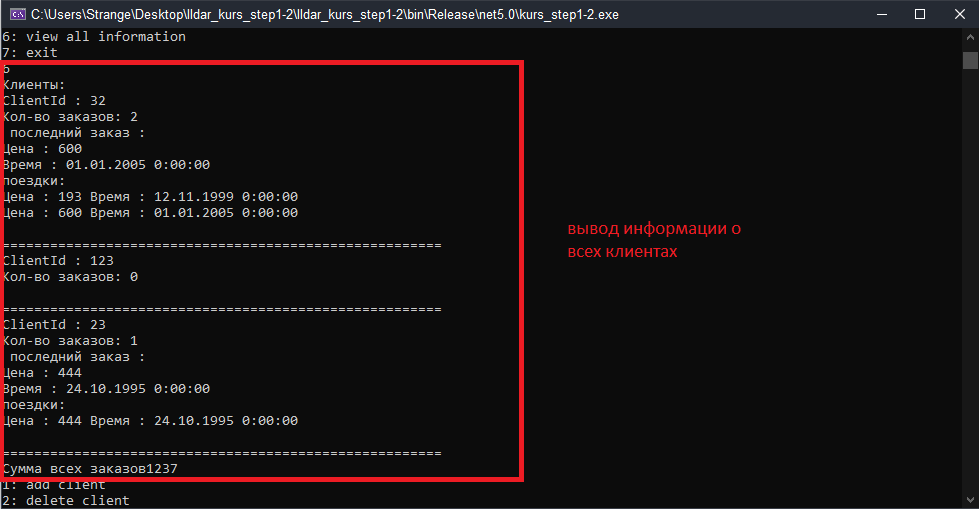 C:\Users\Strange\Desktop\lldar_kurs_step1-2\lldar_kurs_step1-2\bin\Release\net5.0\kurs_step1-2.exe
6: view all information
7: exit
6
Клиенты:
ClientId : 32
Кол-во заказов: 2
последний заказ :
Цена : 600
Время : 01.01.2005 0:00:00
поездки:
Цена : 193 Время : 12.11.1999 0:00:00
Цена : 600 Время : 01.01.2005 0:00:00
=======================================================
ClientId : 123
Кол-во заказов: 0
=======================================================
ClientId : 23
Кол-во заказов: 1
последний заказ :
Цена : 444
Время : 24.10.1995 0:00:00
поездки:
Цена : 444 Время : 24.10.1995 0:00:00
=======================================================
Сумма всех заказов1237
1: add client
2: delete client
вывод информации о
всех клиентах